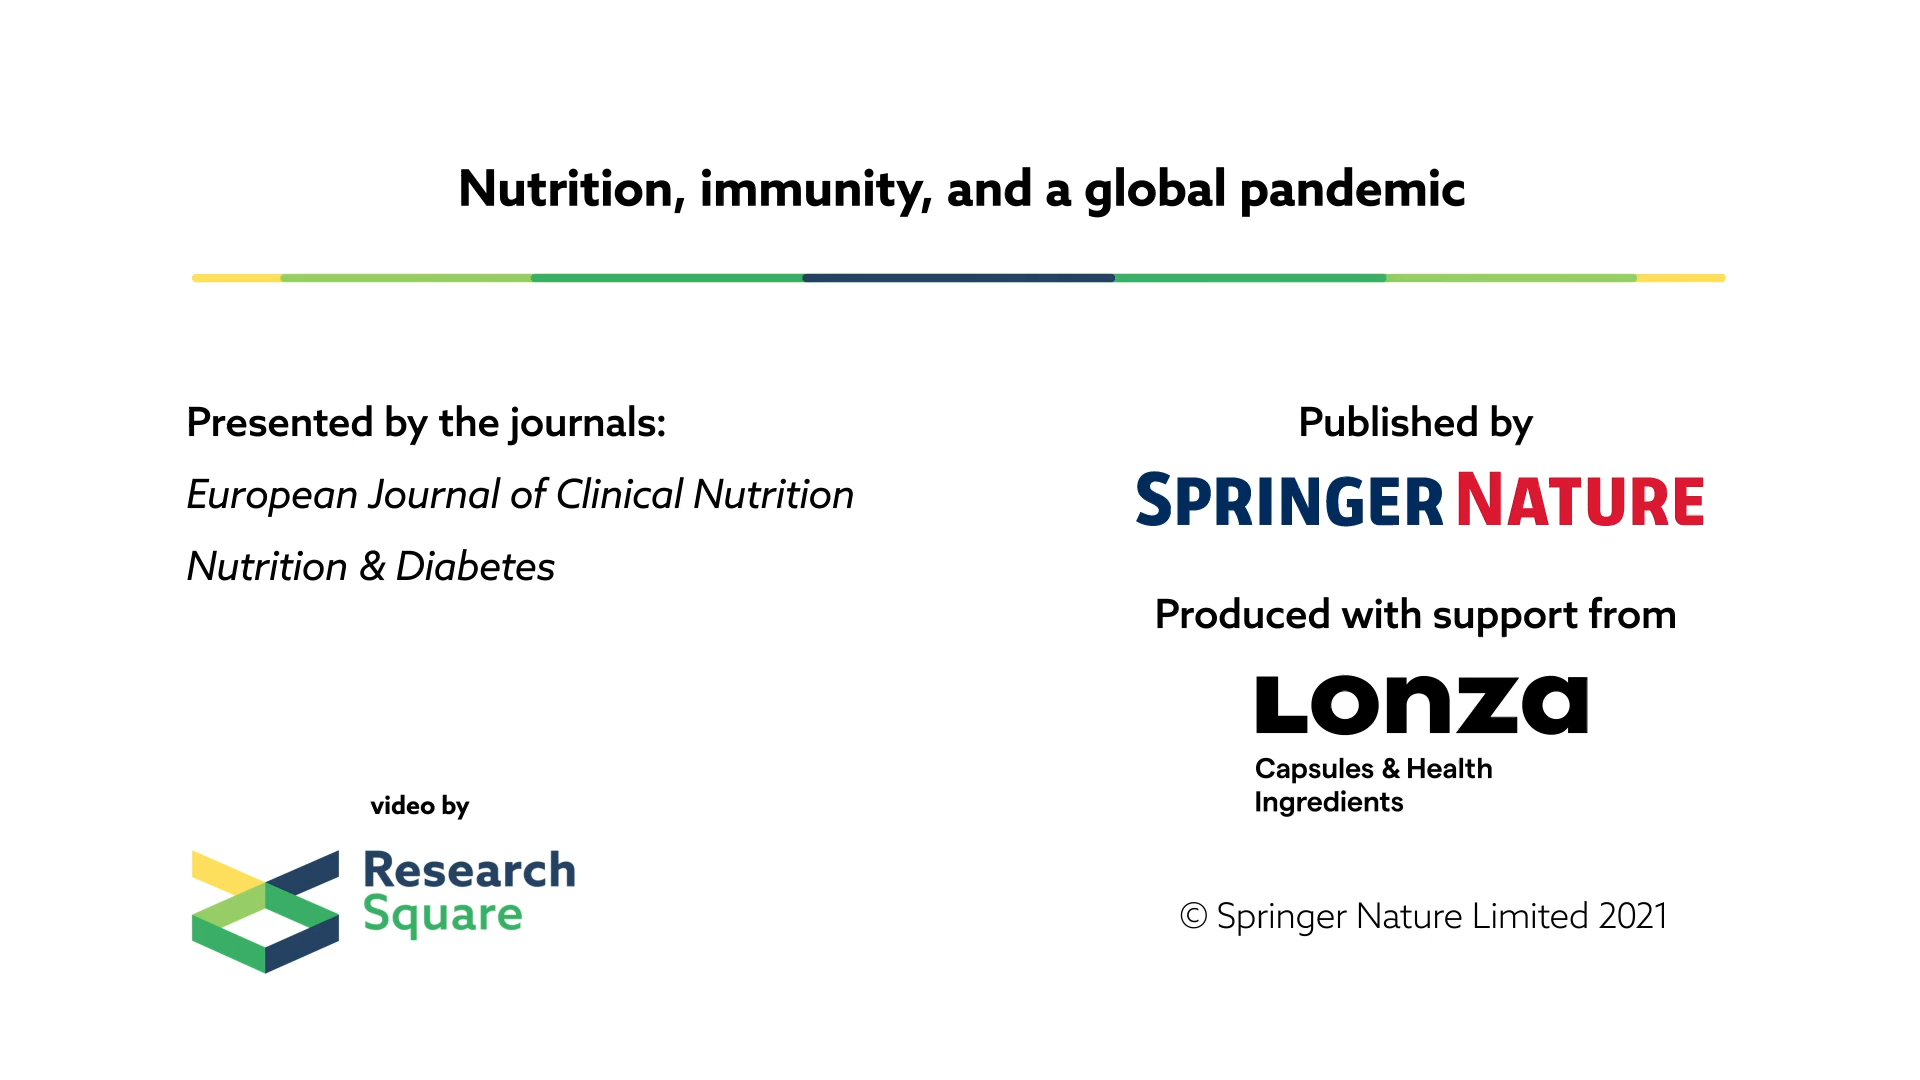 Nutrition, immunity, and a global pandemic
Presented by the journals:
European Journal of Clinical Nutrition
Nutrition & Diabetes
video by
Research
Square
Published by
SPRINGER NATURE
Produced with support from
Lonza
Capsules & Health
Ingredients
© Springer Nature Limited 2021